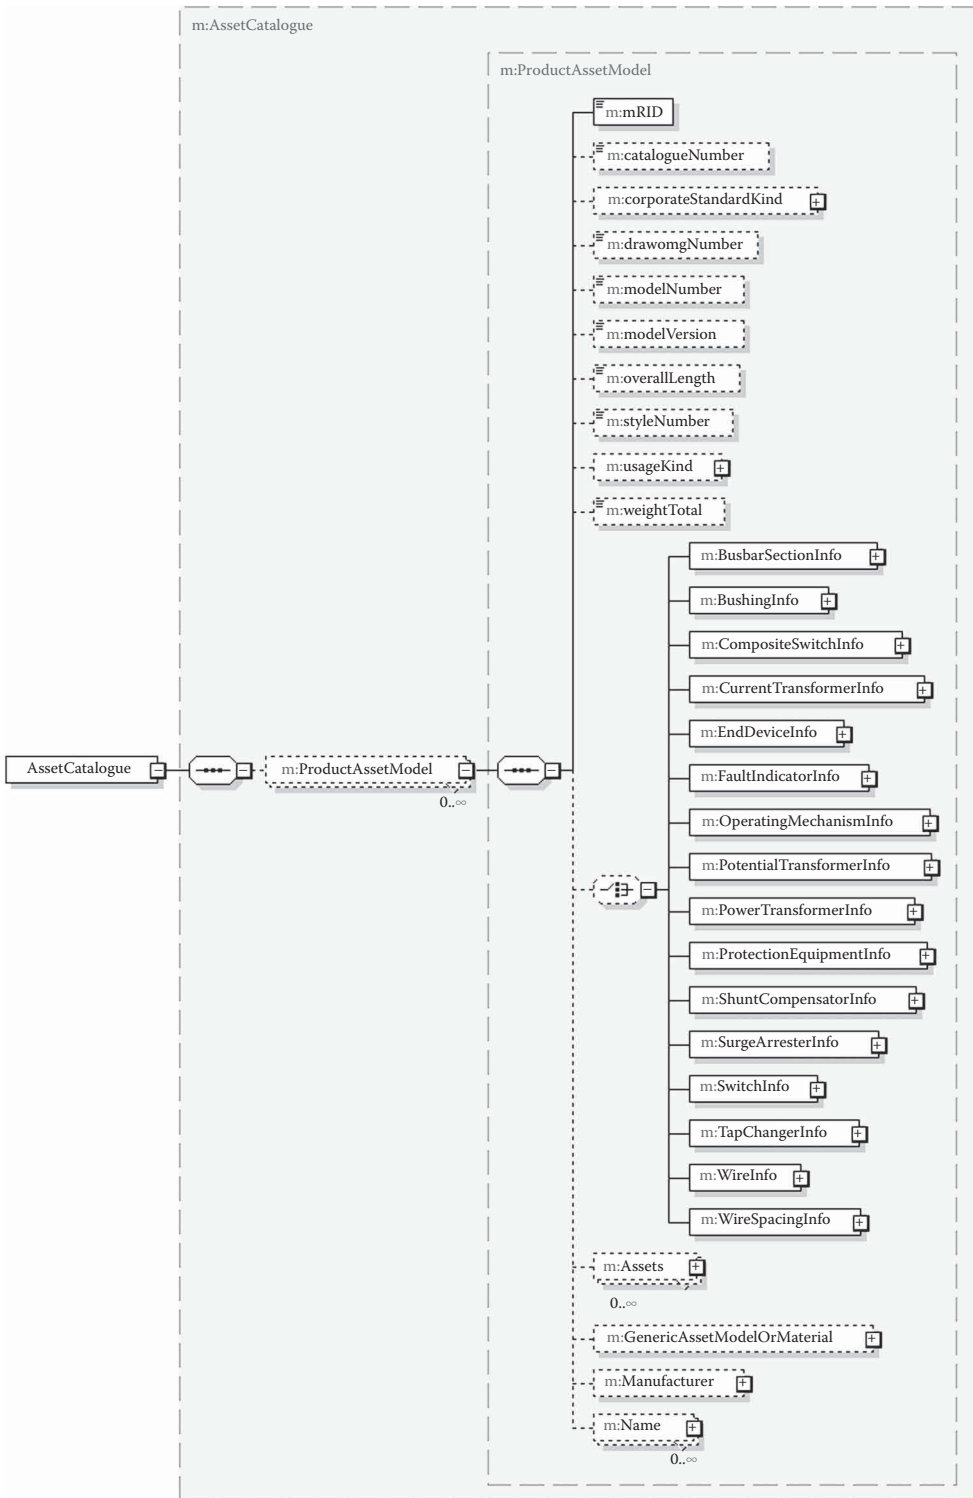 m:AssetCatalogue
m:ProductAssetModel
m:mRID
m:catalogueNumber
m:corporateStandardKind
m:drawomgNumber
m:modelNumber
m:modelVersion
m:overallLength
m:styleNumber
m:usageKind
m:weightTotal
m:BusbarSectionInfo
m:BushingInfo
m:CompositeSwitchInfo
m:CurrentTransformerInfo
m:EndDeviceInfo
AssetCatalogue
m:ProductAssetModel
0..∞
m:FaultIndicatorInfo
m:OperatingMechanismInfo
m:PotentialTransformerInfo
m:PowerTransformerInfo
m:ProtectionEquipmentInfo
m:ShuntCompensatorInfo
m:SurgeArresterInfo
m:SwitchInfo
m:TapChangerInfo
m:WireInfo
m:WireSpacingInfo
m:Assets
0..∞
m:GenericAssetModelOrMaterial
m:Manufacturer
m:Name
0..∞